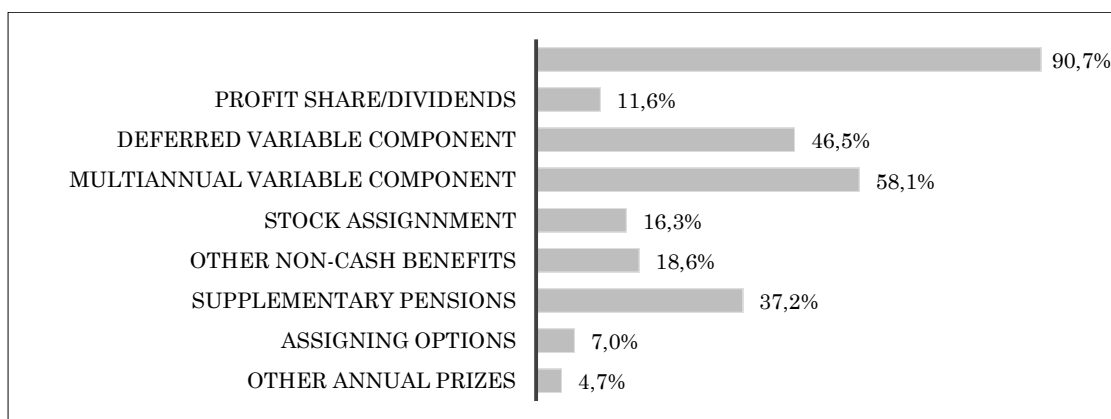 90,7%
PROFIT SHARE/DIVIDENDS 11,6%
DEFERRED VARIABLE COMPONENT 46,5%
MULTIANNUAL VARIABLE COMPONENT 58,1%
STOCK ASSIGNNMENT 16,3%
OTHER NON-CASH BENEFITS 18,6%
SUPPLEMENTARY PENSIONS 37,2%
ASSIGNING OPTIONS 7,0%
OTHER ANNUAL PRIZES 4,7%